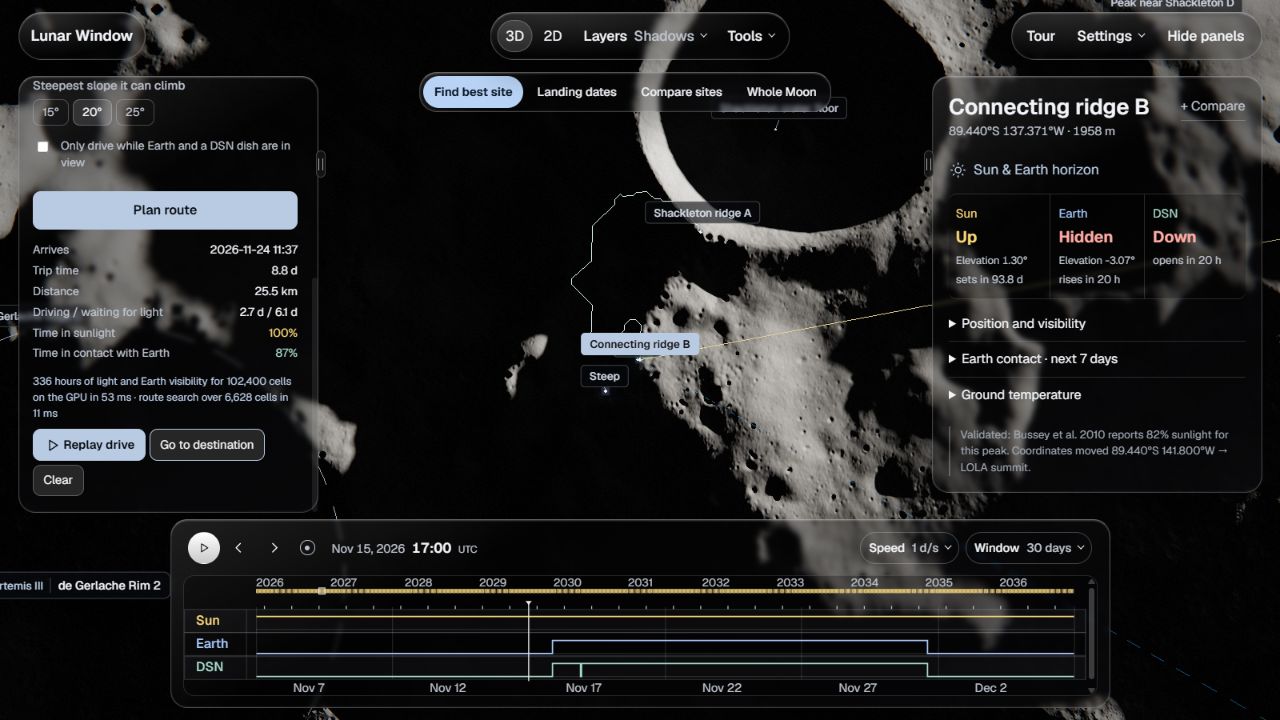 Peak near Shackleton D
Lunar Window
3D 2D Layers Shadows Tools
Tour Settings Hide panels
Find best site Landing dates Compare sites Whole Moon
Steepest slope it can climb
15° 20° 25°
Only drive while Earth and a DSN dish are in
view
Plan route
Arrives 2026-11-24 11:37
Trip time 8.8 d
Distance 25.5 km
Driving / waiting for light 2.7 d / 6.1 d
Time in sunlight 100%
Time in contact with Earth 87%
336 hours of light and Earth visibility for 102,400 cells
on the GPU in 53 ms · route search over 6,628 cells in
11 ms
Replay drive Go to destination
Clear
Shackleton ridge A
Connecting ridge B
Steep
Connecting ridge B + Compare
89.440°S 137.371°W · 1958 m
Sun & Earth horizon
Sun Earth DSN
Up Hidden Down
Elevation 1.30° Elevation -3.07° opens in 20 h
sets in 93.8 d rises in 20 h
Position and visibility
Earth contact · next 7 days
Ground temperature
Validated: Bussey et al. 2010 reports 82% sunlight for
this peak. Coordinates moved 89.440°S 141.800°W →
LOLA summit.
Nov 15, 2026 17:00 UTC
Speed 1 d/s Window 30 days
2026 2027 2028 2029 2030 2031 2032 2033 2034 2035 2036
Sun
Earth
DSN
Nov 7 Nov 12 Nov 17 Nov 22 Nov 27 Dec 2
rtemis III de Gerlache Rim 2